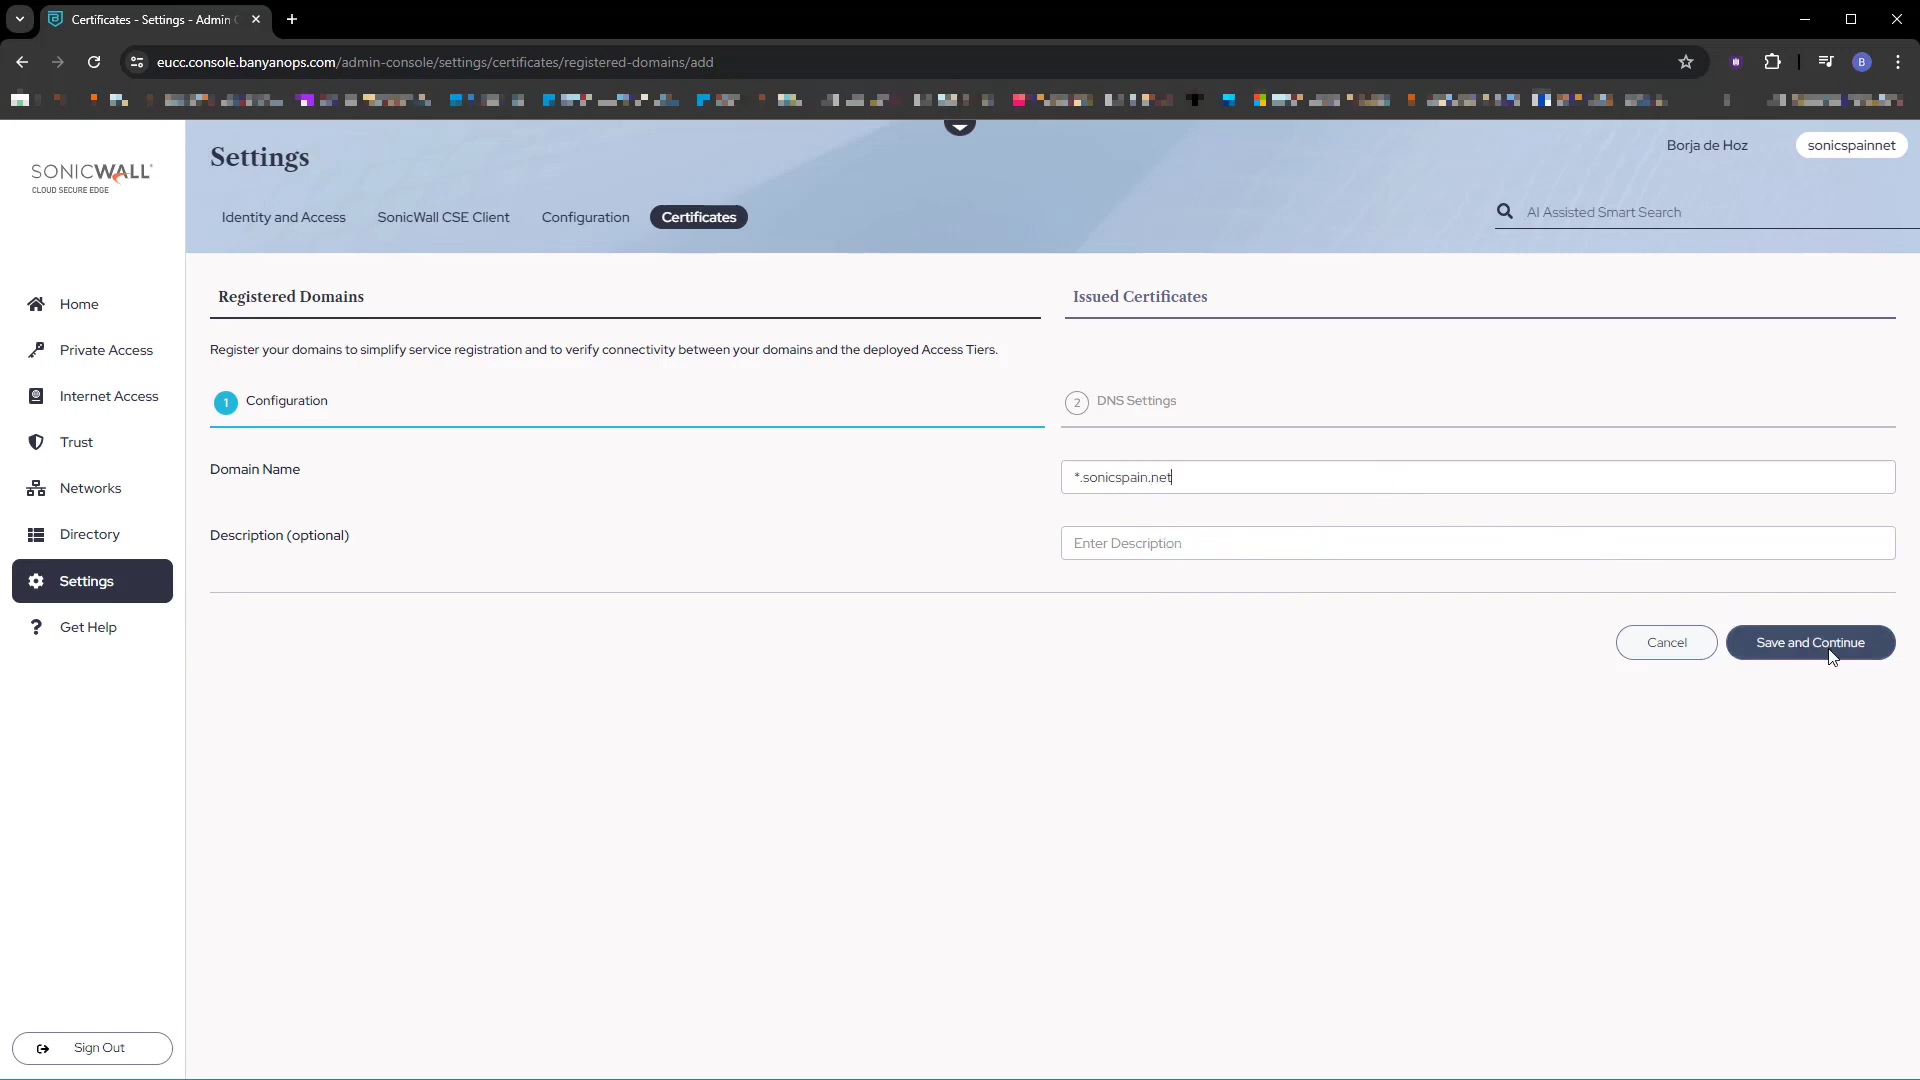 Certificates - Settings - Admin
eucc.console.banyanops.com/admin-console/settings/certificates/registered-domains/add
B
SONICWALL
CLOUD SECURE EDGE
Settings
Borja de Hoz
sonicspainnet
Identity and Access
SonicWall CSE Client
Configuration
Certificates
AI Assisted Smart Search
Home
Private Access
Internet Access
Trust
Networks
Directory
Settings
Get Help
Sign Out
Registered Domains
Issued Certificates
Register your domains to simplify service registration and to verify connectivity between your domains and the deployed Access Tiers.
1 Configuration
2 DNS Settings
Domain Name
*.sonicspain.net
Description (optional)
Enter Description
Cancel
Save and Continue